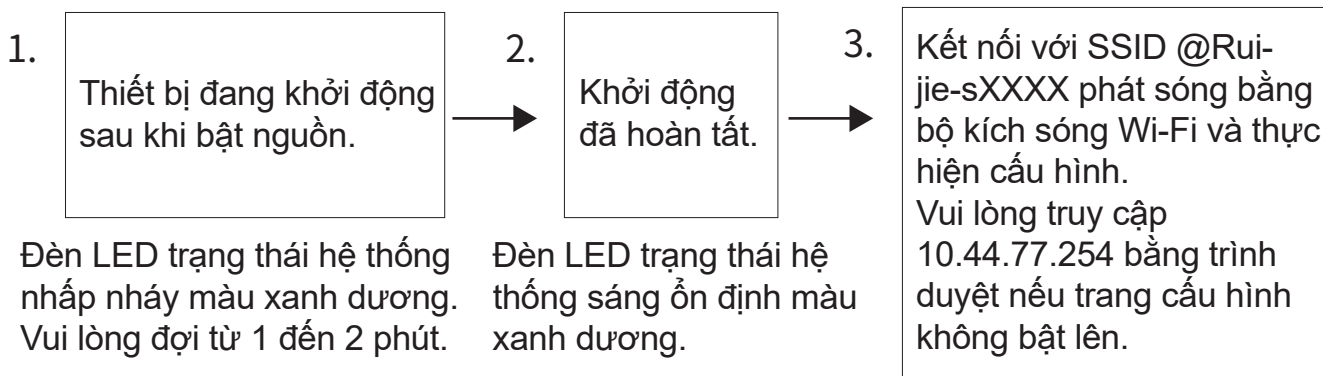 1.
Thiết bị đang khởi động
sau khi bật nguồn.
Đèn LED trạng thái hệ thống
nhấp nháy màu xanh dương.
Vui lòng đợi từ 1 đến 2 phút.
2.
Khởi động
đã hoàn tất.
Đèn LED trạng thái hệ
thống sáng ổn định màu
xanh dương.
3.
Kết nối với SSID @Rui-
jie-sXXXX phát sóng bằng
bộ kích sóng Wi-Fi và thực
hiện cấu hình.
Vui lòng truy cập
10.44.77.254 bằng trình
duyệt nếu trang cấu hình
không bật lên.